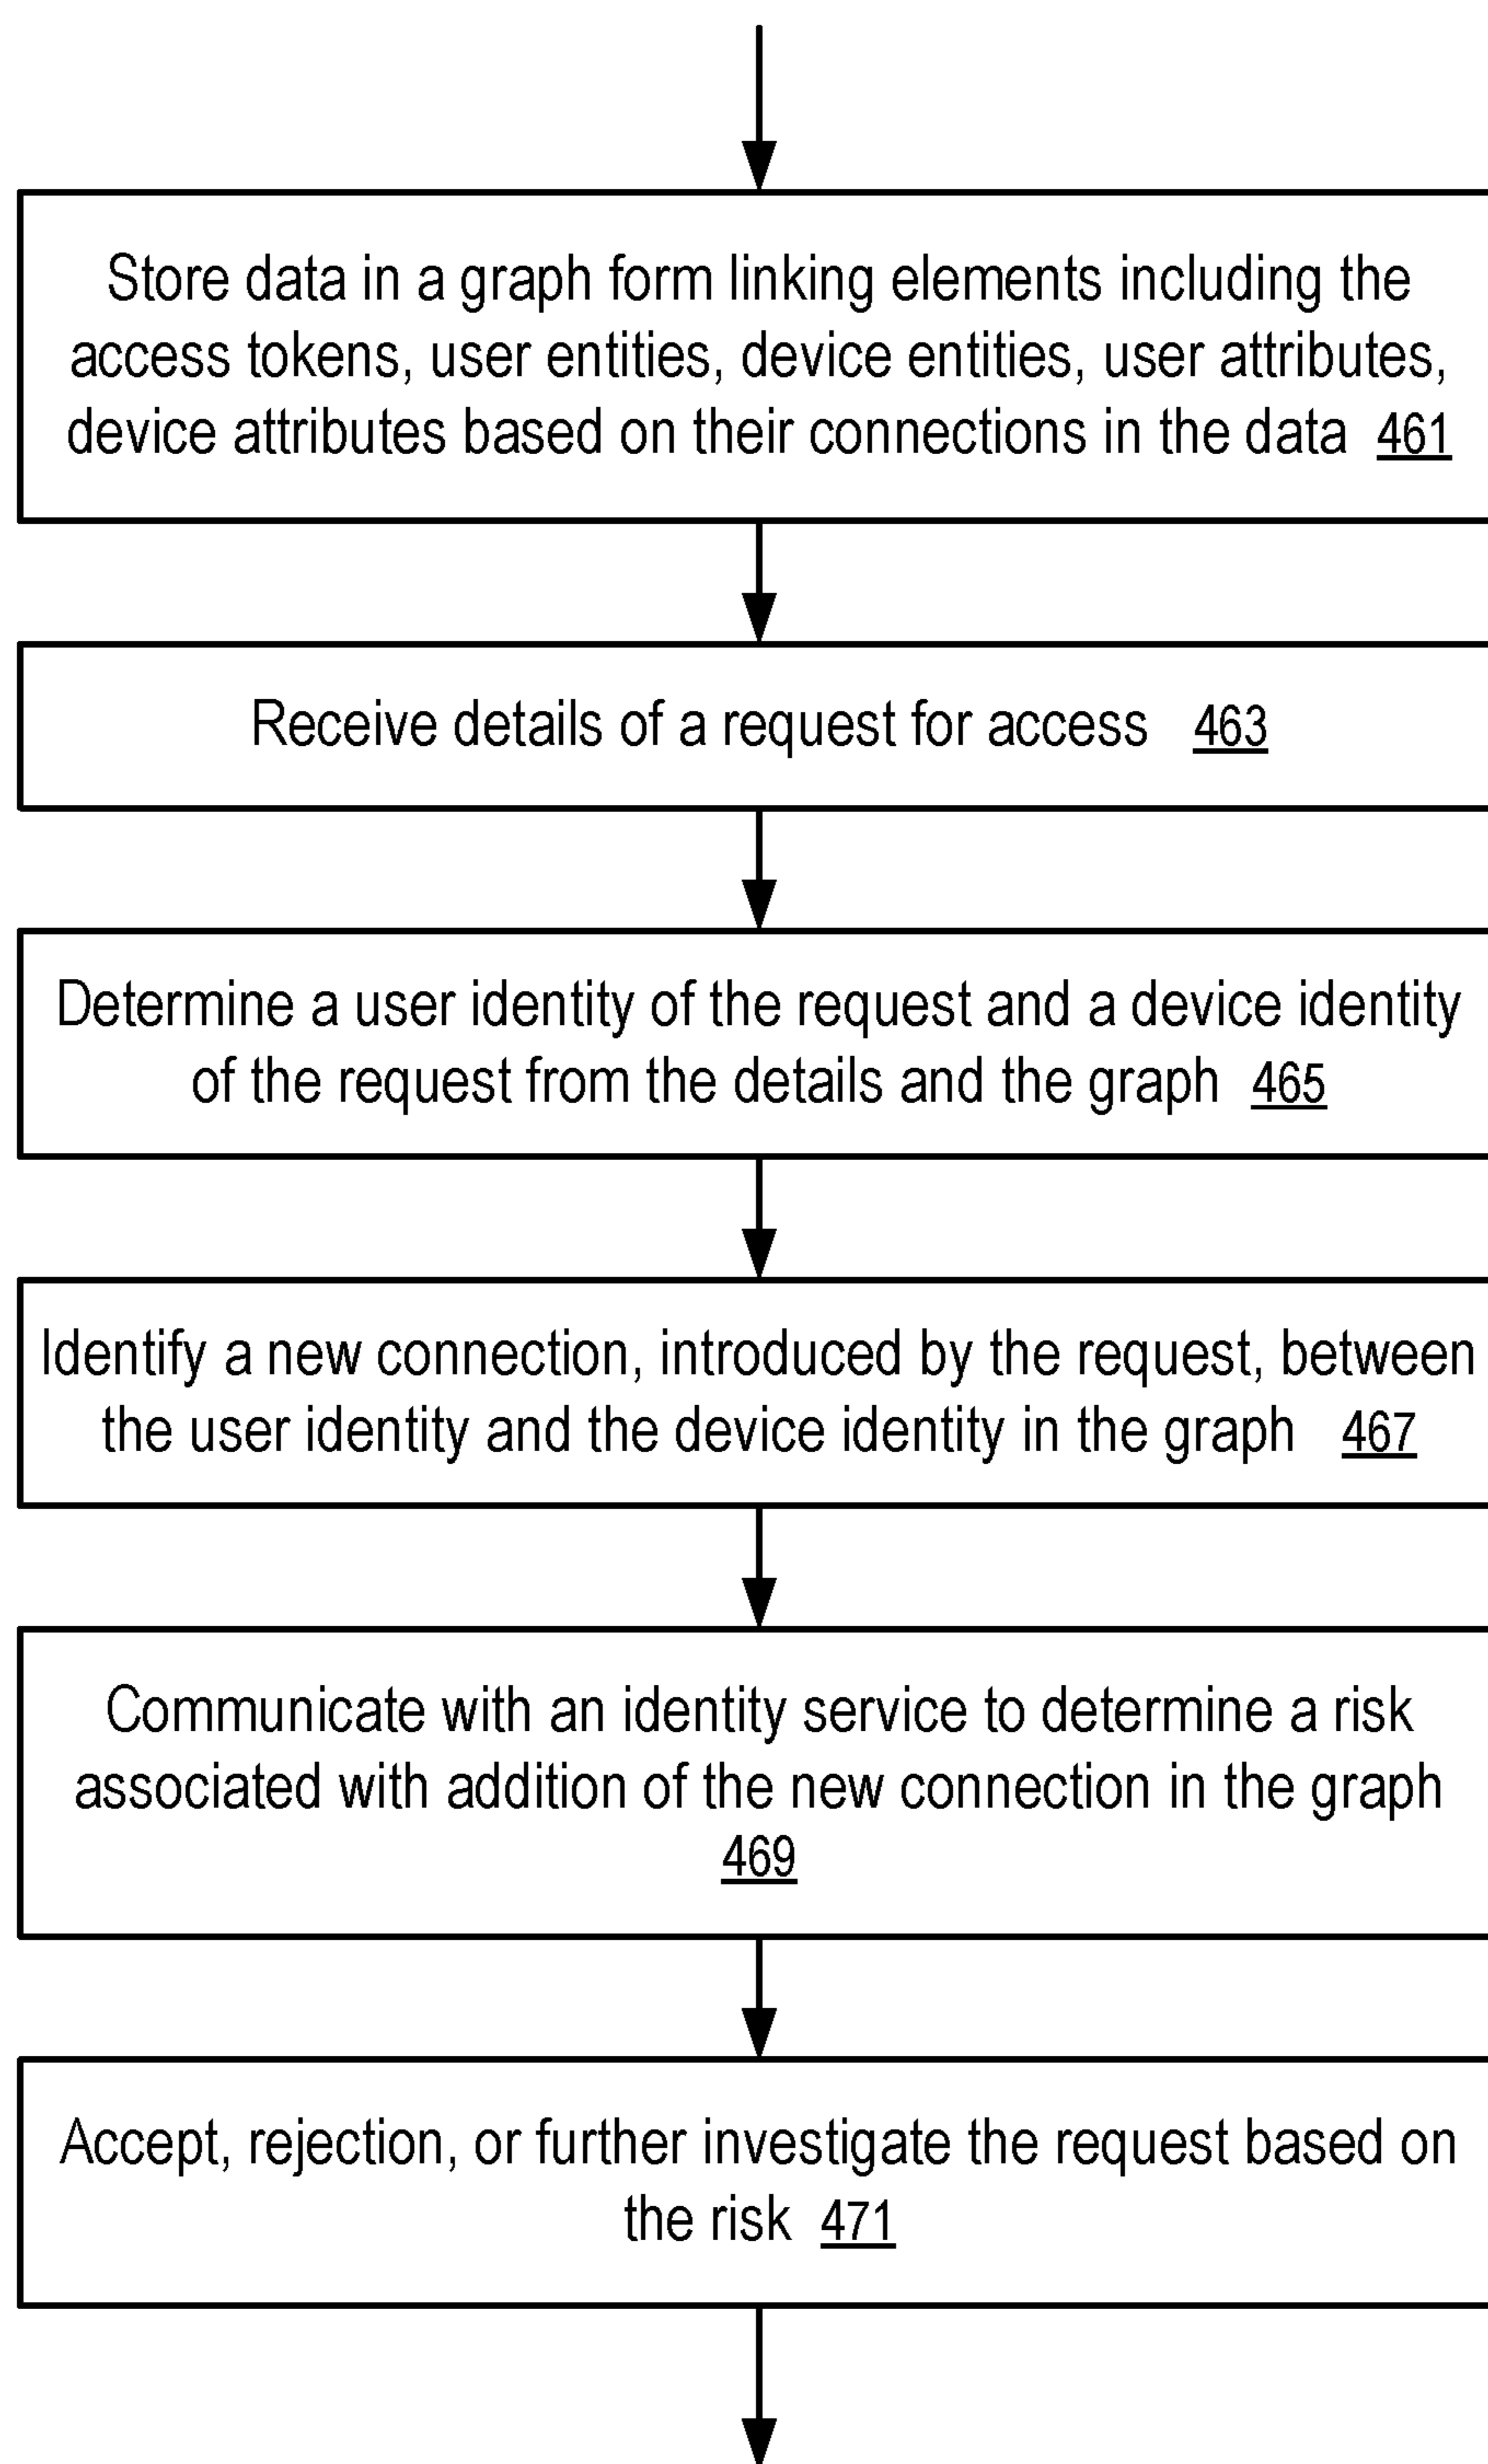 Store data in a graph form linking elements including the
access tokens, user entities, device entities, user attributes,
device attributes based on their connections in the data 461
Receive details of a request for access 463
Determine a user identity of the request and a device identity
of the request from the details and the graph 465
Identify a new connection, introduced by the request, between
the user identity and the device identity in the graph 467
Communicate with an identity service to determine a risk
associated with addition of the new connection in the graph
469
Accept, rejection, or further investigate the request based on
the risk 471